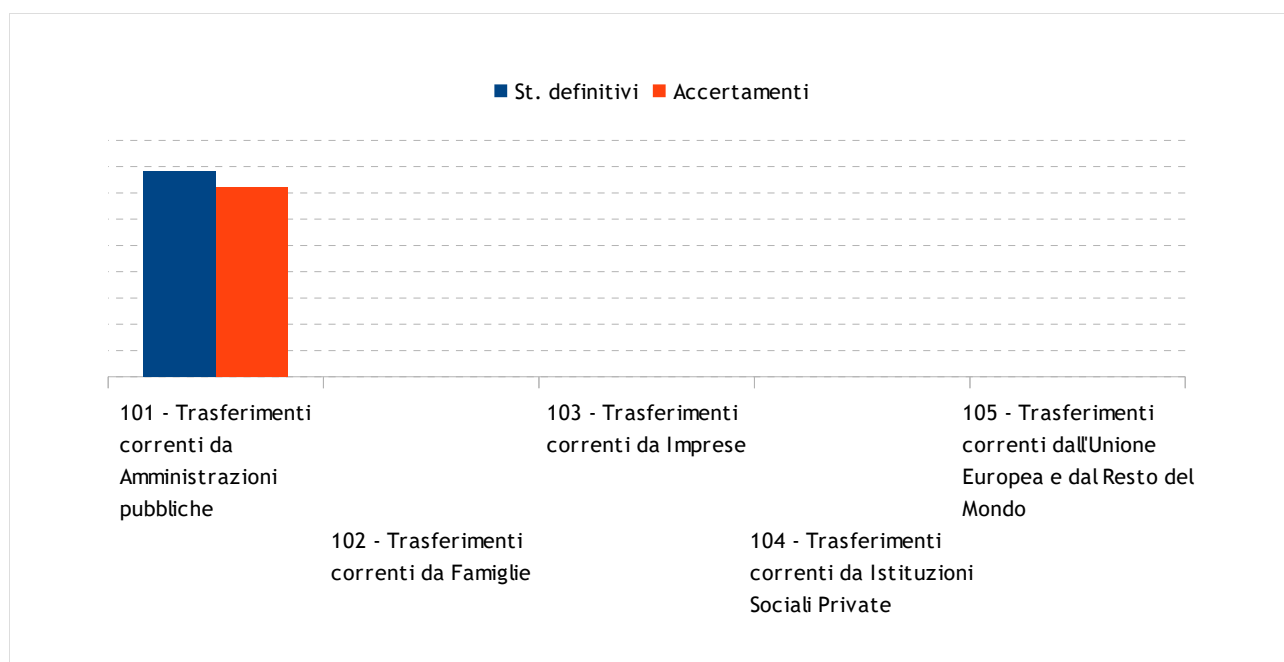 St. definitivi Accertamenti
101 - Trasferimenti
correnti da
Amministrazioni
pubbliche
102 - Trasferimenti
correnti da Famiglie
103 - Trasferimenti
correnti da Imprese
104 - Trasferimenti
correnti da Istituzioni
Sociali Private
105 - Trasferimenti
correnti dall'Unione
Europea e dal Resto del
Mondo